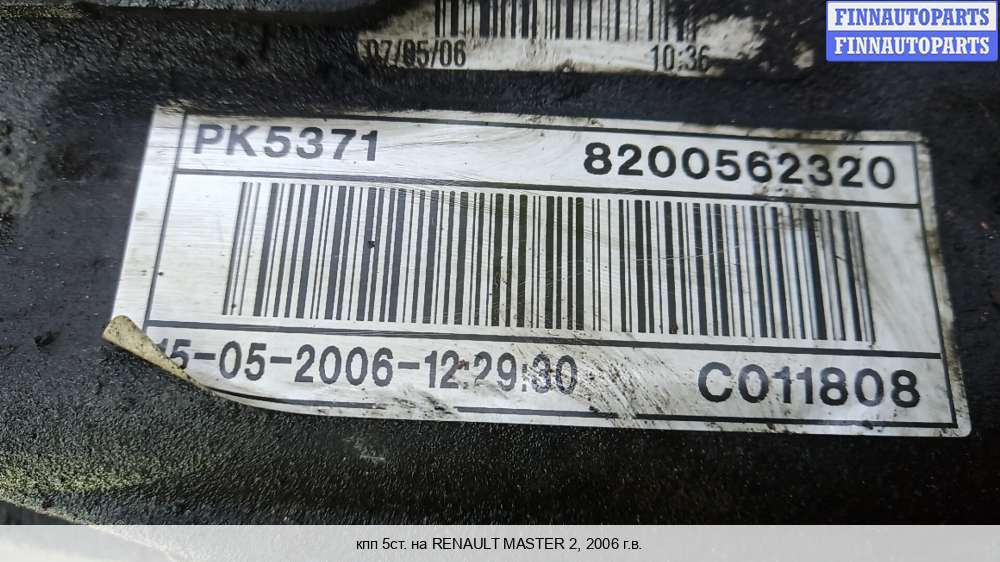 FINNAUTOPARTS
FINNAUTOPARTS
07/05/06 10:36
PK5371 8200562320
15-05-2006-12:29:30 C011808
кпп 5ст. на RENAULT MASTER 2, 2006 г.в.